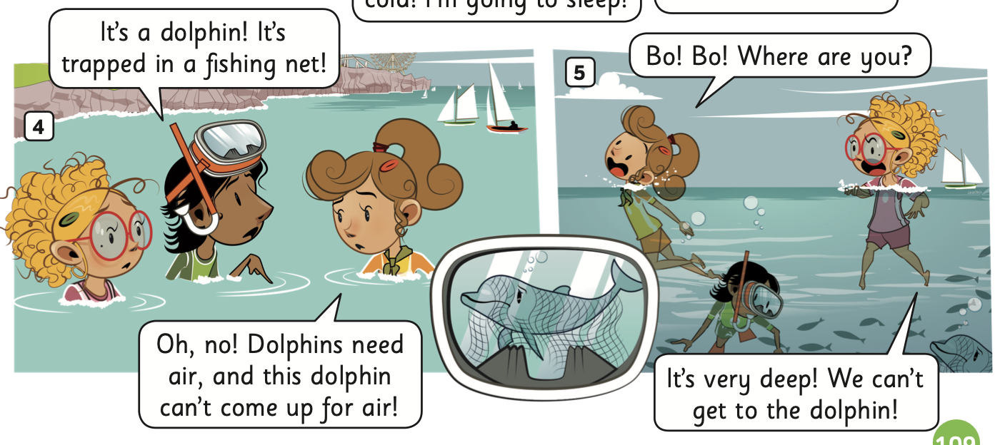 cold! I'm going to sleep!
It's a dolphin! It's
trapped in a fishing net!
4
Oh, no! Dolphins need
air, and this dolphin
can't come up for air!
5
Bo! Bo! Where are you?
It's very deep! We can't
get to the dolphin!
109